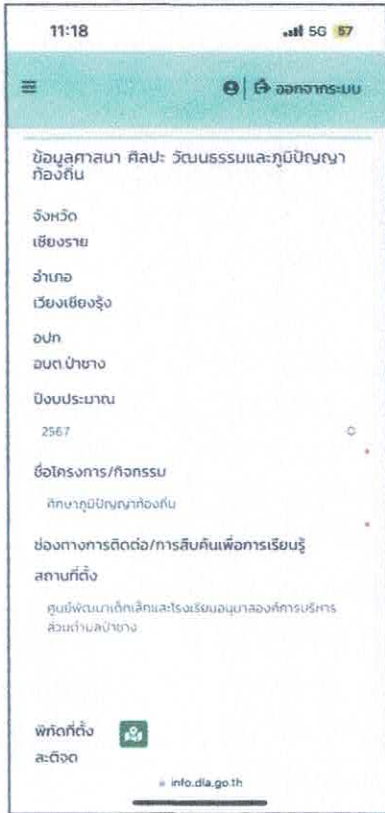 11:18
5G 57
ออกจากระบบ
ข้อมูลศาสนา ศิลปะ วัฒนธรรมและภูมิปัญญา
ท้องถิ่น
จังหวัด
เชียงราย
อำเภอ
เวียงเชียงรุ้ง
อปท
อบต.ป่าซาง
ปีงบประมาณ
2567
ชื่อโครงการ/กิจกรรม
ศึกษาภูมิปัญญาท้องถิ่น
ช่องทางการติดต่อ/การสืบค้นเพื่อการเรียนรู้
สถานที่ตั้ง
ศูนย์พัฒนาเด็กเล็กและโรงเรียนอนุบาลองค์การบริหาร
ส่วนตำบลป่าซาง
พิกัดที่ตั้ง
ละติจูด
info.dla.go.th